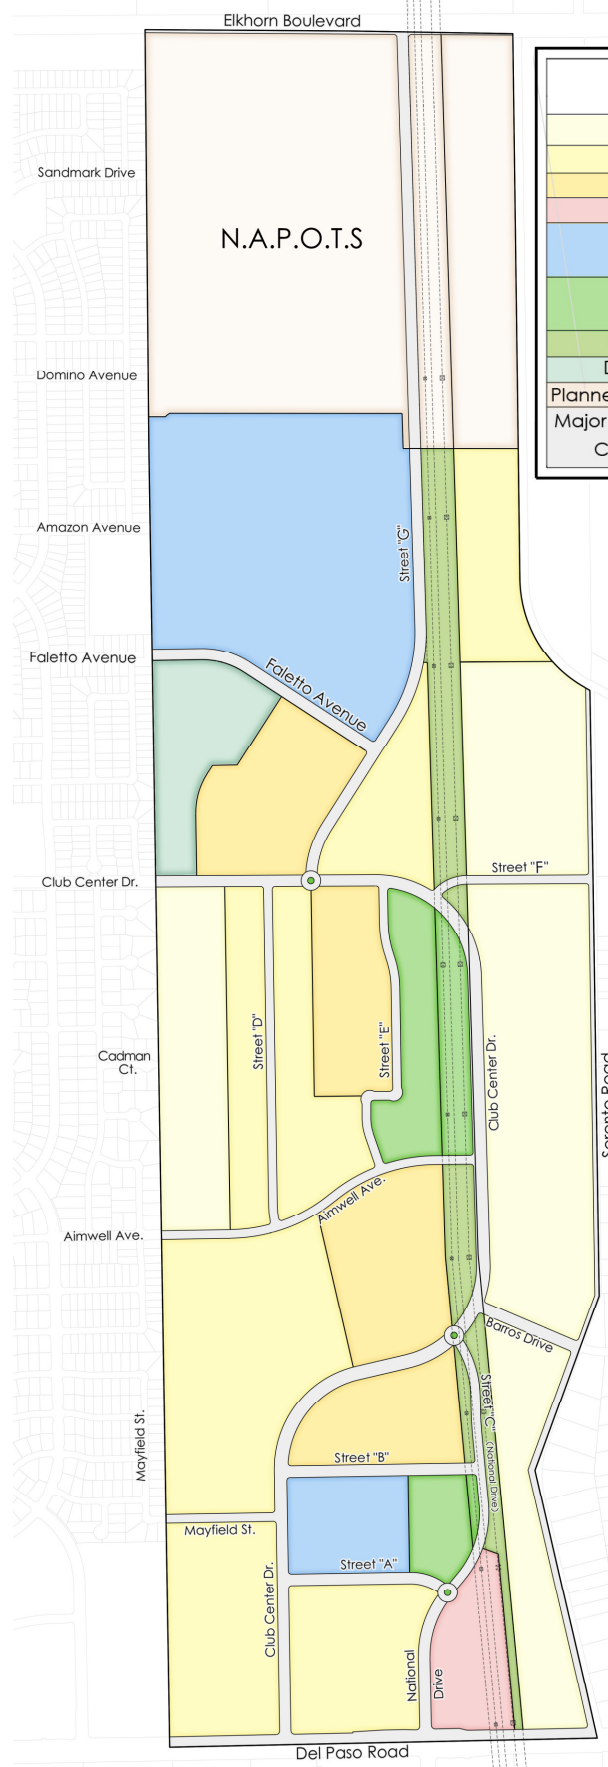 Elkhorn Boulevard
Sandmark Drive
N.A.P.O.T.S
Domino Avenue
D
Planne
Major
C
Amazon Avenue
Street "G"
Faletto Avenue
Faletto Avenue
Club Center Dr.
Street "F"
Cadman
Ct.
Street "D"
Street "E"
Club Center Dr.
Sorento Road
Aimwell Ave.
Aimwell Ave.
Barros Drive
Mayfield St.
Street "C" (National Drive)
Street "B"
Mayfield St.
Street "A"
Club Center Dr.
National
Drive
Del Paso Road